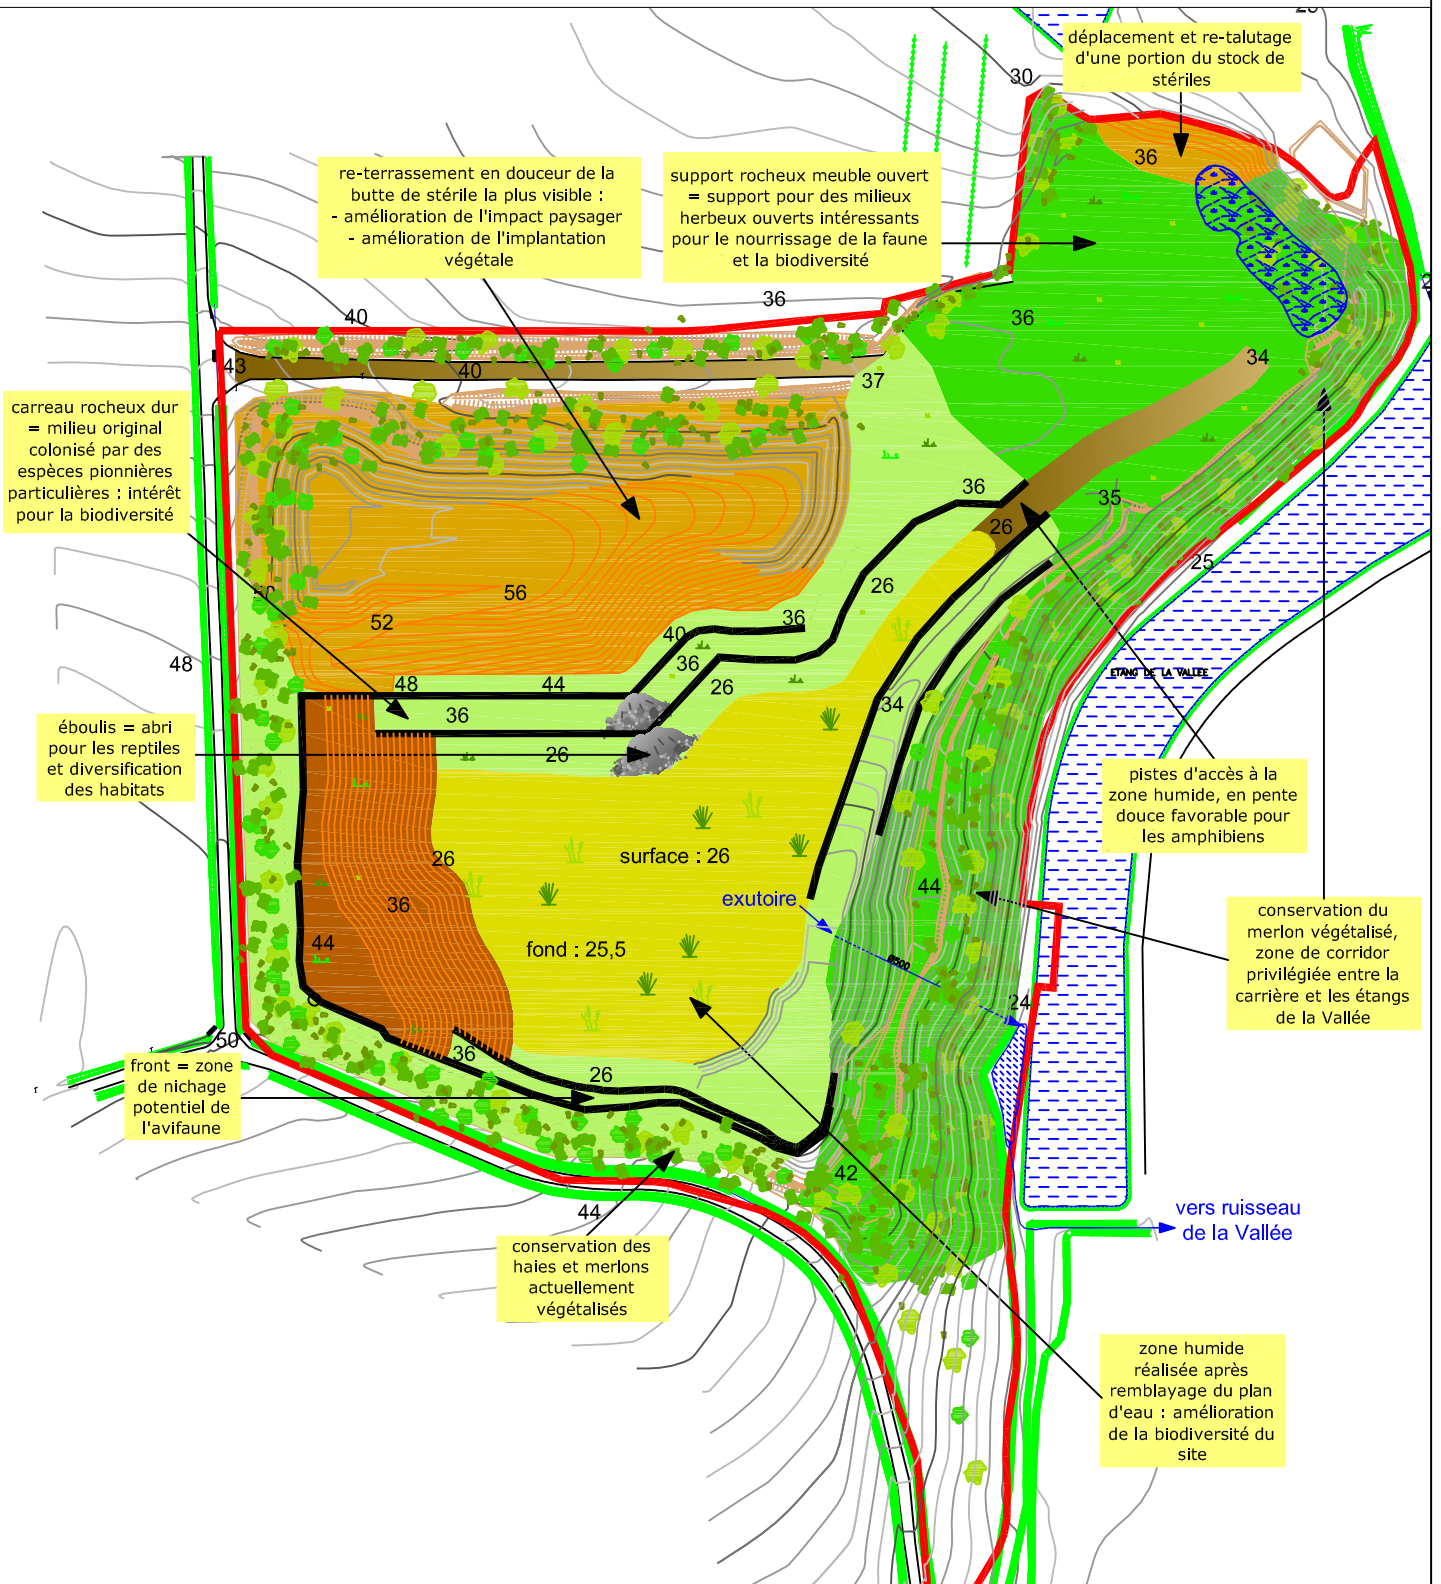 déplacement et re-talutage
d'une portion du stock de
stériles
30
36
re-terrassement en douceur de la
butte de stérile la plus visible :
- amélioration de l'impact paysager
- amélioration de l'implantation
végétale
support rocheux meuble ouvert
= support pour des milieux
herbeux ouverts intéressants
pour le nourrissage de la faune
et la biodiversité
36
40
36
34
43
40
37
carreau rocheux dur
= milieu original
colonisé par des
espèces pionnières
particulières : intérêt
pour la biodiversité
36
35
26
25
26
56
52
36
40
48
36
ETANG DE LA VALLEE
48
44
26
34
36
26
éboulis = abri
pour les reptiles
et diversification
des habitats
pistes d'accès à la
zone humide, en pente
douce favorable pour
les amphibiens
26
surface : 26
44
exutoire
36
conservation du
merlon végétalisé,
zone de corridor
privilégiée entre la
carrière et les étangs
de la Vallée
44
fond : 25,5
Ø500
24
50
36
front = zone
de nichage
potentiel de
l'avifaune
26
42
44
vers ruisseau
de la Vallée
conservation des
haies et merlons
actuellement
végétalisés
zone humide
réalisée après
remblayage du plan
d'eau : amélioration
de la biodiversité du
site